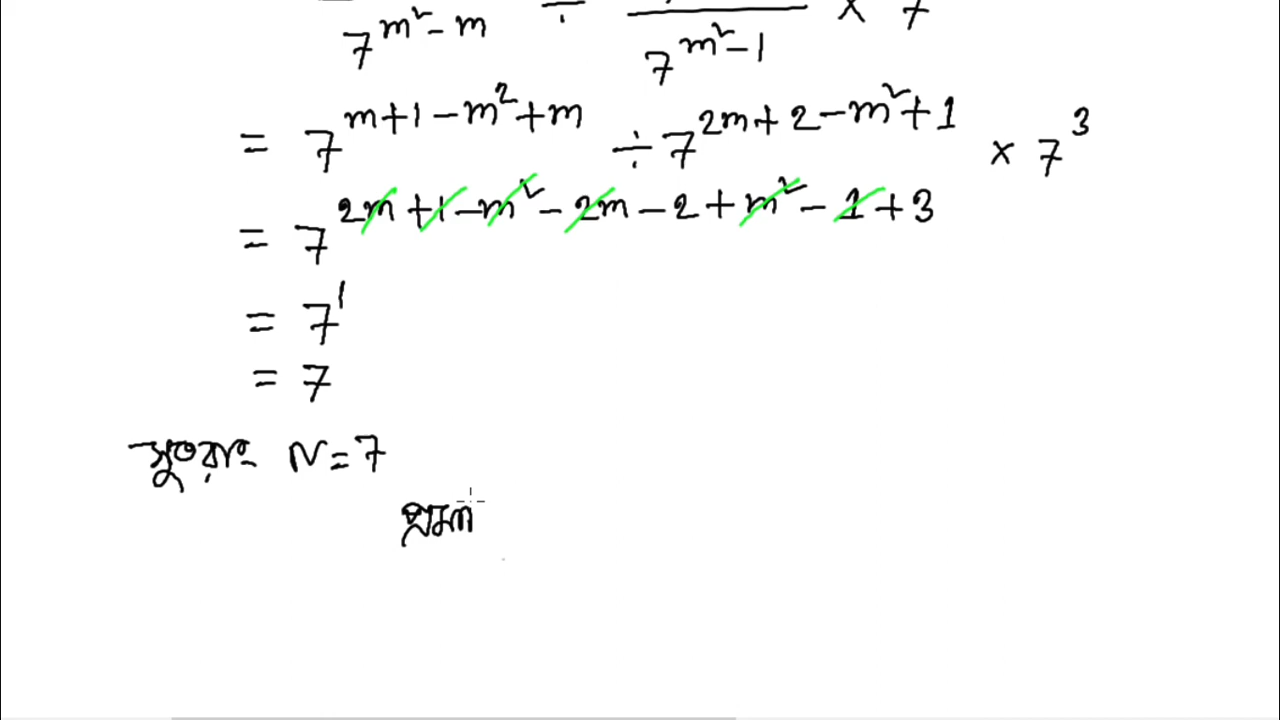 7^{m²-m} ÷ 7^{m²-1} × 7
= 7^{m+1-m²+m} ÷ 7^{2m+2-m²+1} × 7³
= 7^{2m+1-m²-2m-2+m²-1+3}
= 7¹
= 7
সুতরাং N=7
প্রমা